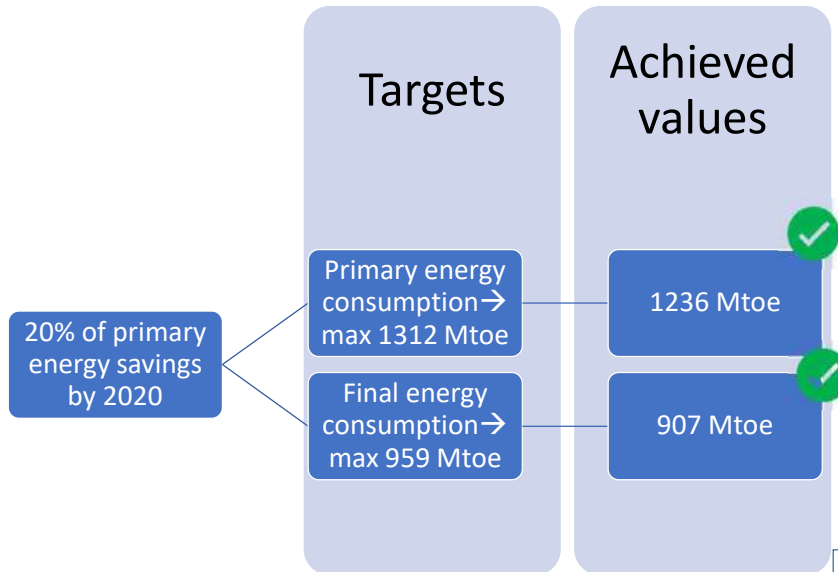 Targets
Achieved
values
20% of primary
energy savings
by 2020
Primary energy
consumption→
max 1312 Mtoe
1236 Mtoe
Final energy
consumption→
max 959 Mtoe
907 Mtoe